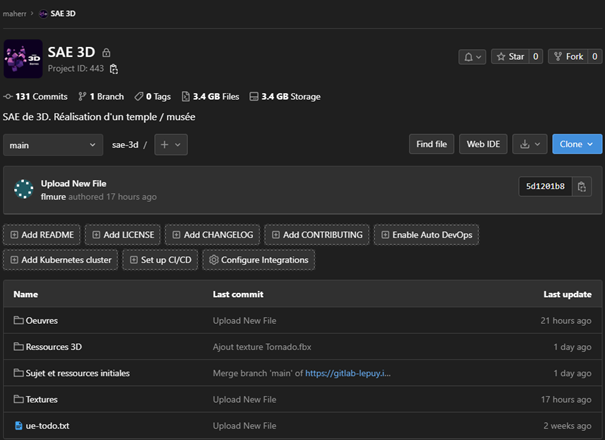 maherr > SAE 3D
SAE 3D
Project ID: 443
Star 0 Fork 0
131 Commits 1 Branch 0 Tags 3.4 GB Files 3.4 GB Storage
SAE de 3D. Réalisation d'un temple / musée
main sae-3d / + Find file Web IDE Clone
Upload New File
flmure authored 17 hours ago
5d1201b8
Add README Add LICENSE Add CHANGELOG Add CONTRIBUTING Enable Auto DevOps
Add Kubernetes cluster Set up CI/CD Configure Integrations
Name Last commit Last update
Oeuvres Upload New File 21 hours ago
Ressources 3D Ajout texture Tornado.fbx 1 day ago
Sujet et ressources initiales Merge branch 'main' of https://gitlab-lepuy.i... 1 day ago
Textures Upload New File 17 hours ago
ue-todo.txt Upload New File 2 weeks ago